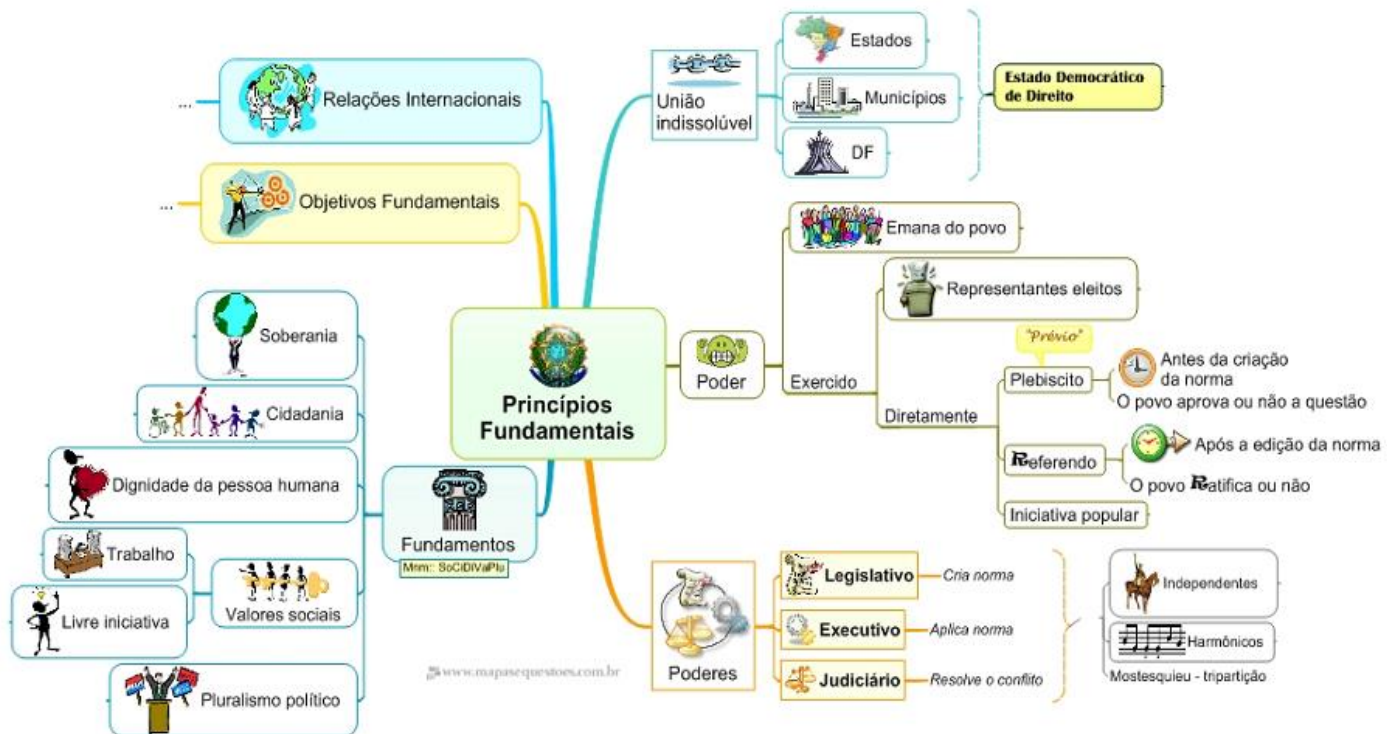 ...
Relações Internacionais
...
Objetivos Fundamentais
União
indissolúvel
Estados
Municípios
DF
Estado Democrático
de Direito
Princípios
Fundamentais
Poder
Emana do povo
Exercido
Representantes eleitos
Diretamente
"Prévio"
Plebiscito
Antes da criação
da norma
O povo aprova ou não a questão
Referendo
Após a edição da norma
O povo Ratifica ou não
Iniciativa popular
Fundamentos
Mnm:: SoCiDiVaPlu
Soberania
Cidadania
Dignidade da pessoa humana
Valores sociais
Trabalho
Livre iniciativa
Pluralismo político
Poderes
Legislativo
Cria norma
Executivo
Aplica norma
Judiciário
Resolve o conflito
Independentes
Harmônicos
Mostesquieu - tripartição
www.mapasequestoes.com.br